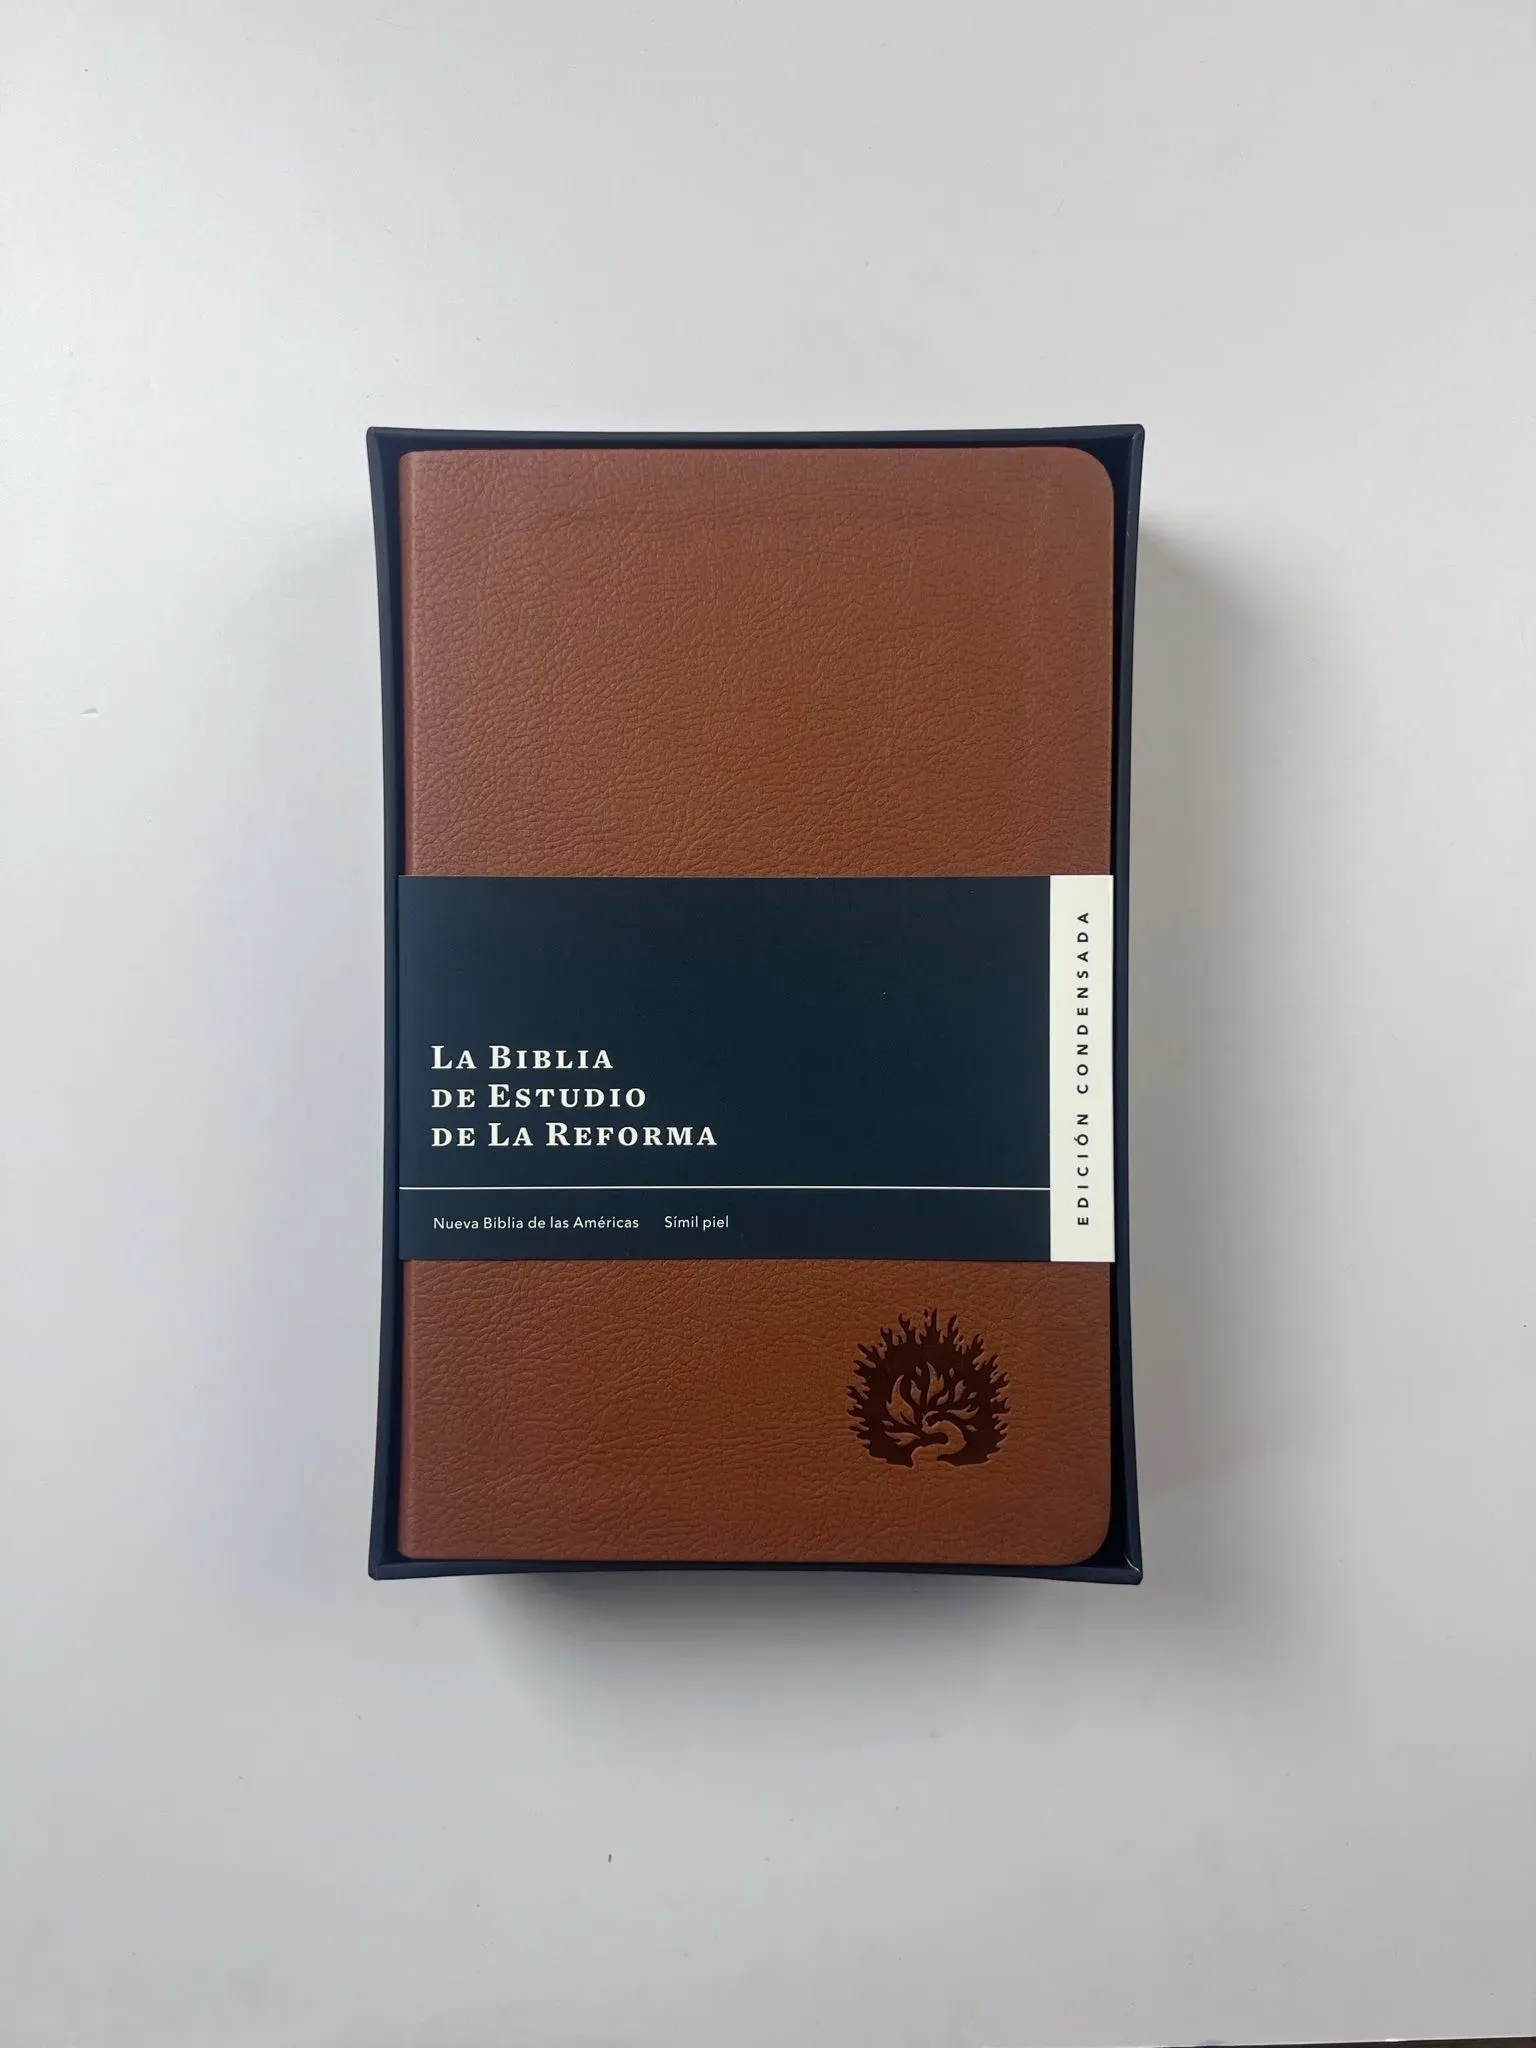 La Biblia
de Estudio
de La Reforma
Nueva Biblia de las Américas Símil piel
EDICIÓN CONDENSADA